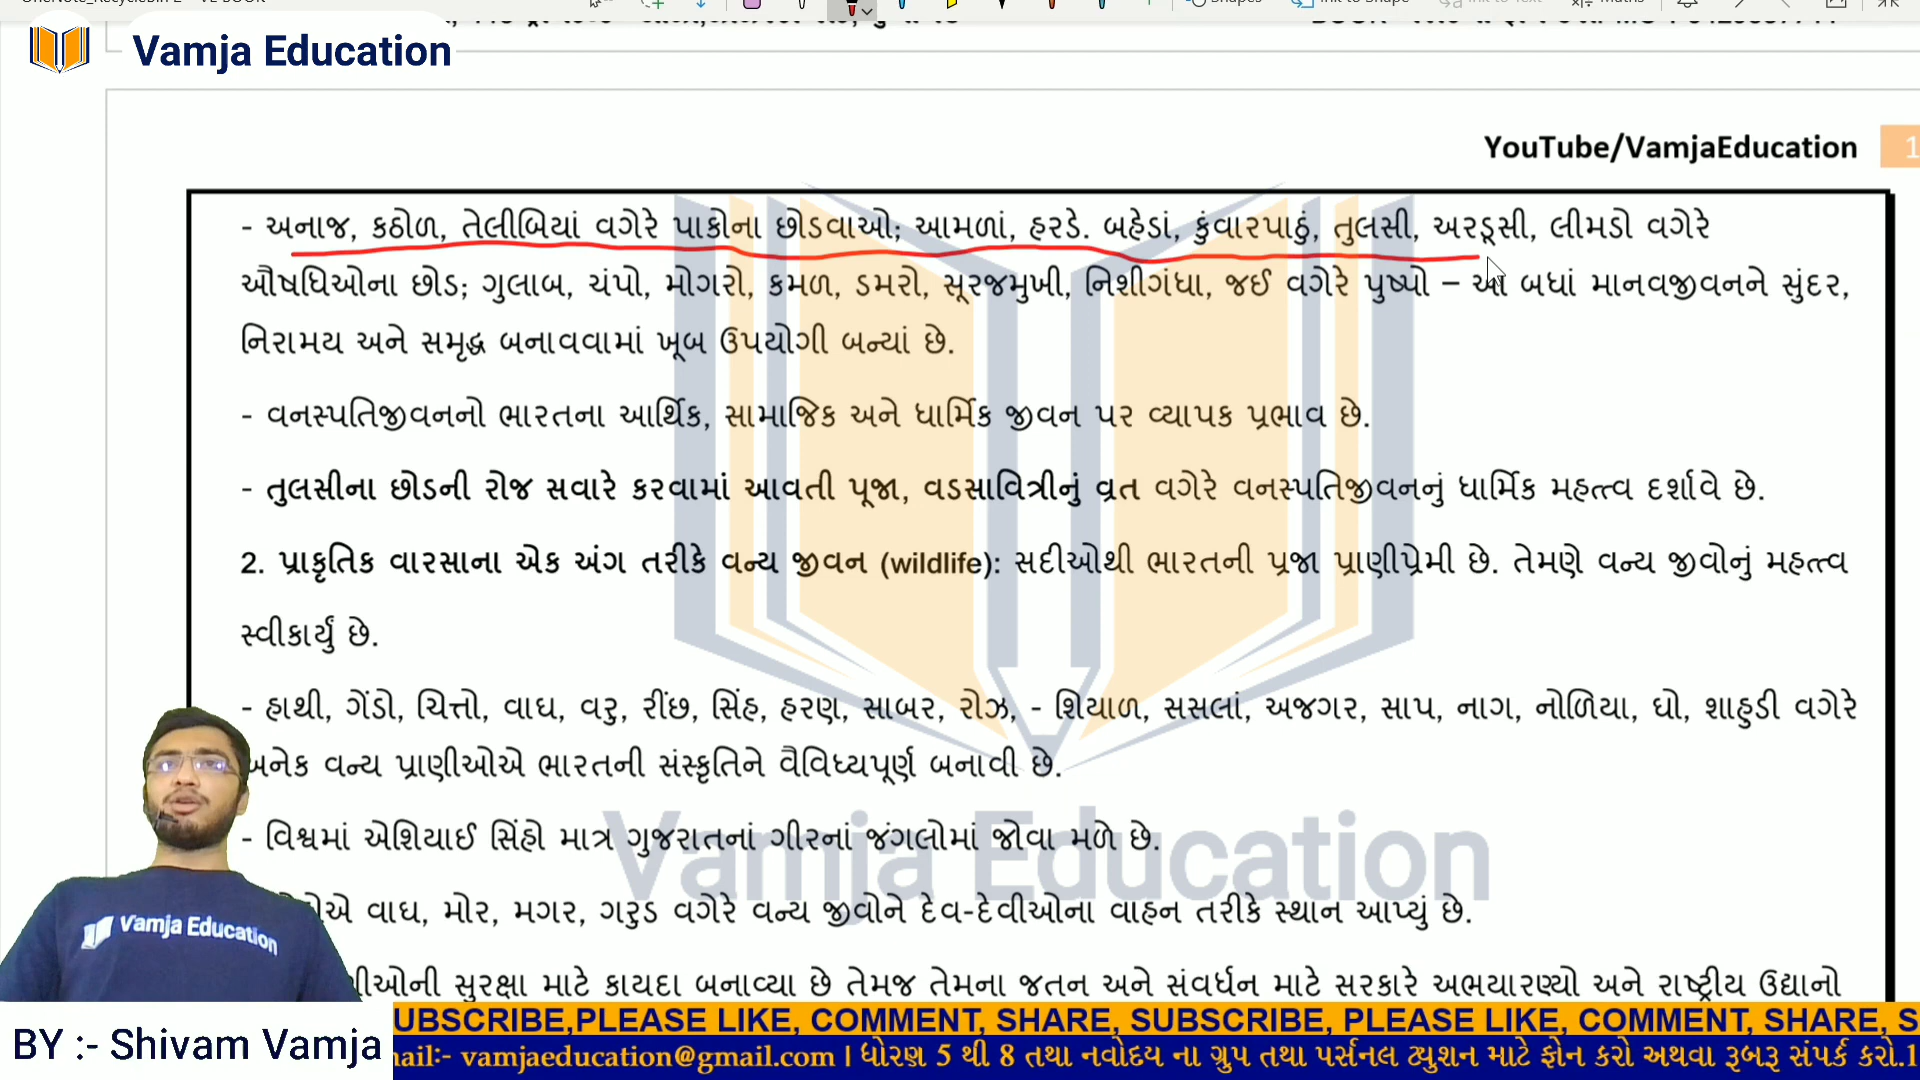 Vamja Education
YouTube/VamjaEducation
1
- અનાજ, કઠોળ, તેલીબિયાં વગેરે પાકોના છોડવાઓ; આમળાં, હરડે. બહેડાં, કુંવારપાઠું, તુલસી, અરડૂસી, લીમડો વગેરે
ઔષધિઓના છોડ; ગુલાબ, ચંપો, મોગરો, કમળ, ડમરો, સૂરજમુખી, નિશીગંધા, જઈ વગેરે પુષ્પો – આ બધાં માનવજીવનને સુંદર,
નિરામય અને સમૃદ્ધ બનાવવામાં ખૂબ ઉપયોગી બન્યાં છે.
- વનસ્પતિજીવનનો ભારતના આર્થિક, સામાજિક અને ધાર્મિક જીવન પર વ્યાપક પ્રભાવ છે.
- તુલસીના છોડની રોજ સવારે કરવામાં આવતી પૂજા, વડસાવિત્રીનું વ્રત વગેરે વનસ્પતિજીવનનું ધાર્મિક મહત્ત્વ દર્શાવે છે.
2. પ્રાકૃતિક વારસાના એક અંગ તરીકે વન્ય જીવન (wildlife): સદીઓથી ભારતની પ્રજા પ્રાણીપ્રેમી છે. તેમણે વન્ય જીવોનું મહત્ત્વ
સ્વીકાર્યું છે.
- હાથી, ગેંડો, ચિત્તો, વાઘ, વરુ, રીંછ, સિંહ, હરણ, સાબર, રોઝ, - શિયાળ, સસલાં, અજગર, સાપ, નાગ, નોળિયા, ઘો, શાહુડી વગેરે
અનેક વન્ય પ્રાણીઓએ ભારતની સંસ્કૃતિને વૈવિધ્યપૂર્ણ બનાવી છે.
- વિશ્વમાં એશિયાઈ સિંહો માત્ર ગુજરાતનાં ગીરનાં જંગલોમાં જોવા મળે છે.
વાઘ, મોર, મગર, ગરુડ વગેરે વન્ય જીવોને દેવ-દેવીઓના વાહન તરીકે સ્થાન આપ્યું છે.
સુરક્ષા માટે કાયદા બનાવ્યા છે તેમજ તેમના જતન અને સંવર્ધન માટે સરકારે અભયારણ્યો અને રાષ્ટ્રીય ઉદ્યાનો
Vamja Education
Vamja Education
BY :- Shivam Vamja
UBSCRIBE,PLEASE LIKE, COMMENT, SHARE, SUBSCRIBE, PLEASE LIKE, COMMENT, SHARE, S
nail:- vamjaeducation@gmail.com | ધોરણ 5 થી 8 તથા નવોદય ના ગ્રુપ તથા પર્સનલ ટ્યુશન માટે ફોન કરો અથવા રૂબરૂ સંપર્ક કરો.1